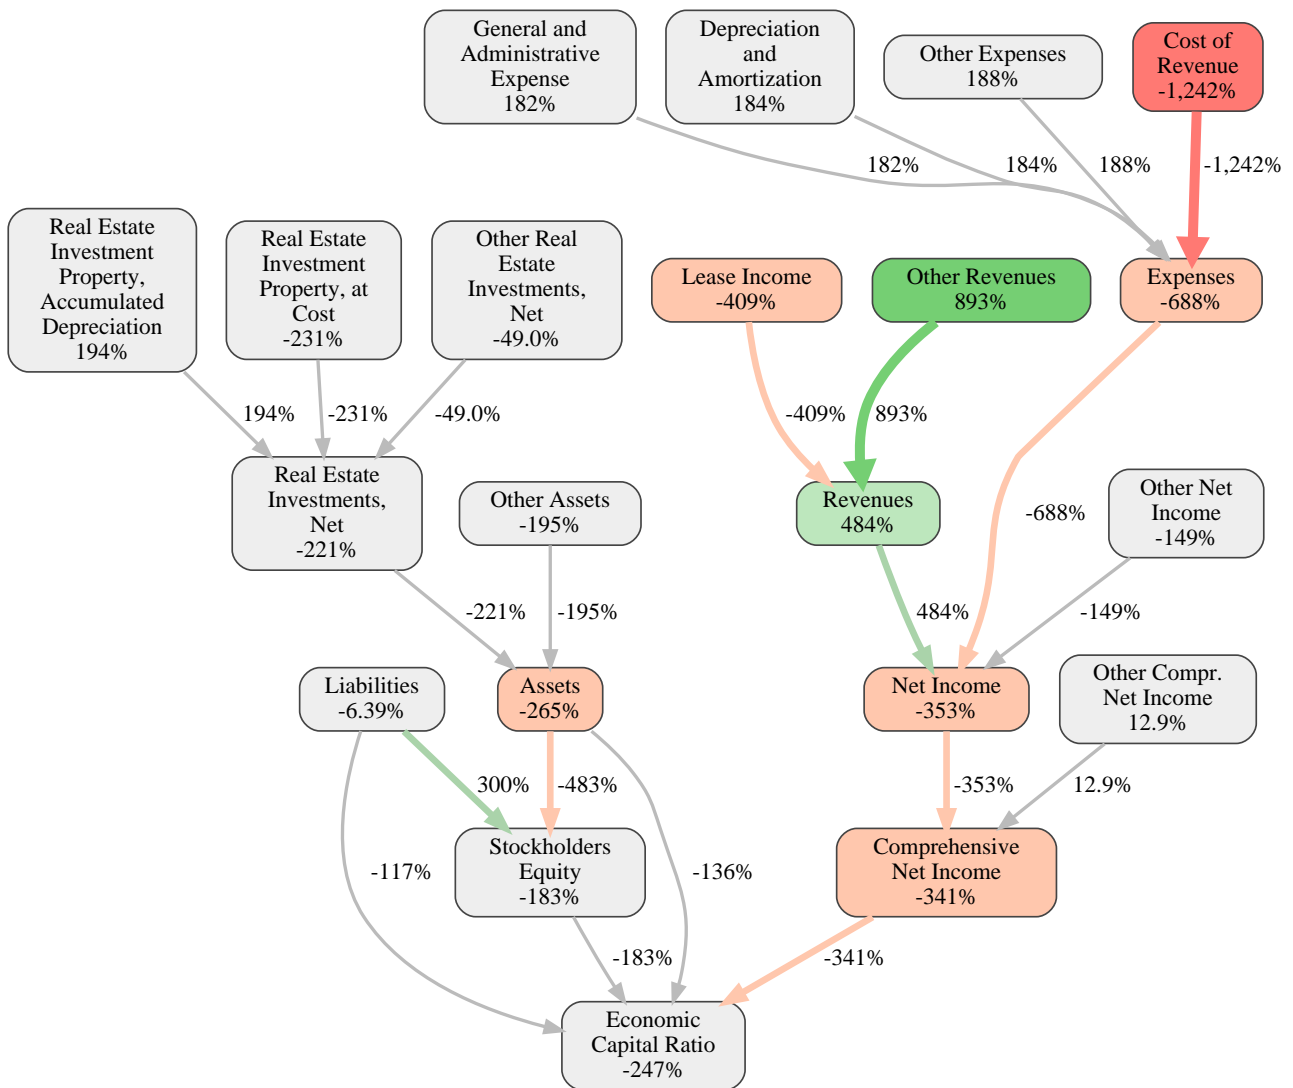 General and
Administrative
Expense
182%
Depreciation
and
Amortization
184%
Other Expenses
188%
Cost of
Revenue
-1,242%
182%
184%
188%
-1,242%
Real Estate
Investment
Property,
Accumulated
Depreciation
194%
Real Estate
Investment
Property, at
Cost
-231%
Other Real
Estate
Investments,
Net
-49.0%
Lease Income
-409%
Other Revenues
893%
Expenses
-688%
194%
-231%
-49.0%
-409%
893%
Real Estate
Investments,
Net
-221%
Other Assets
-195%
Revenues
484%
-688%
Other Net
Income
-149%
-221%
-195%
484%
-149%
Liabilities
-6.39%
Assets
-265%
Net Income
-353%
Other Compr.
Net Income
12.9%
300%
-483%
-353%
12.9%
-117%
Stockholders
Equity
-183%
-136%
Comprehensive
Net Income
-341%
-183%
-341%
Economic
Capital Ratio
-247%